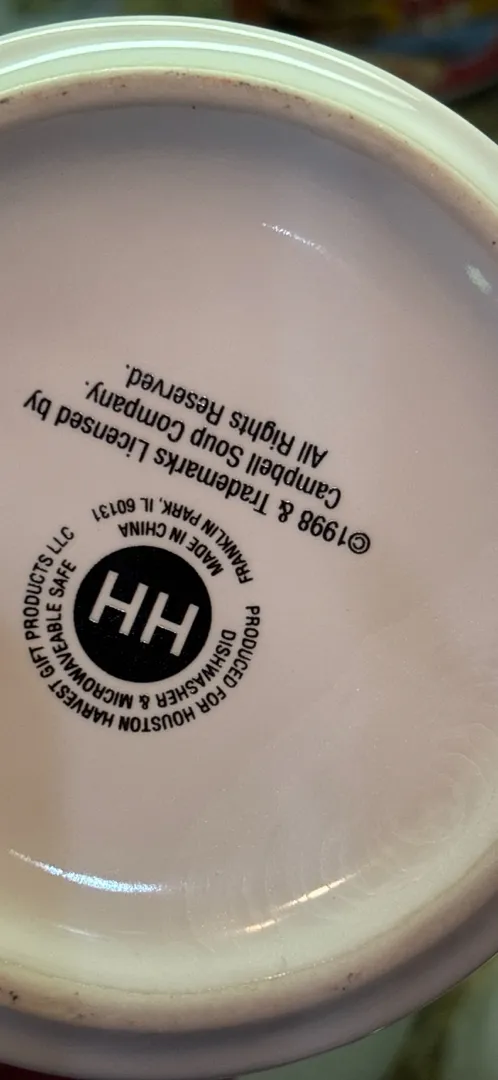 ©1998 & Trademarks Licensed by
Campbell Soup Company.
All Rights Reserved.
PRODUCED FOR HOUSTON HARVEST GIFT PRODUCTS LLC
DISHWASHER & MICROWAVEABLE SAFE
HH
MADE IN CHINA
FRANKLIN PARK, IL 60131